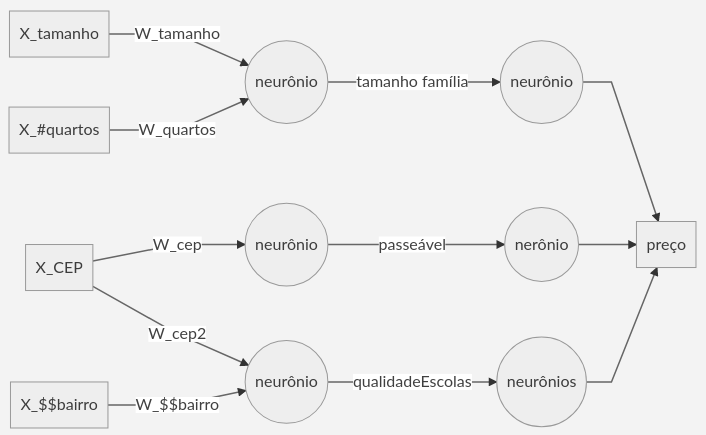 X_tamanho
W_tamanho
neurônio
tamanho família
neurônio
X_#quartos
W_quartos
X_CEP
W_cep
neurônio
passeável
nerônio
preço
W_cep2
neurônio
qualidadeEscolas
neurônios
X_$$bairro
W_$$bairro